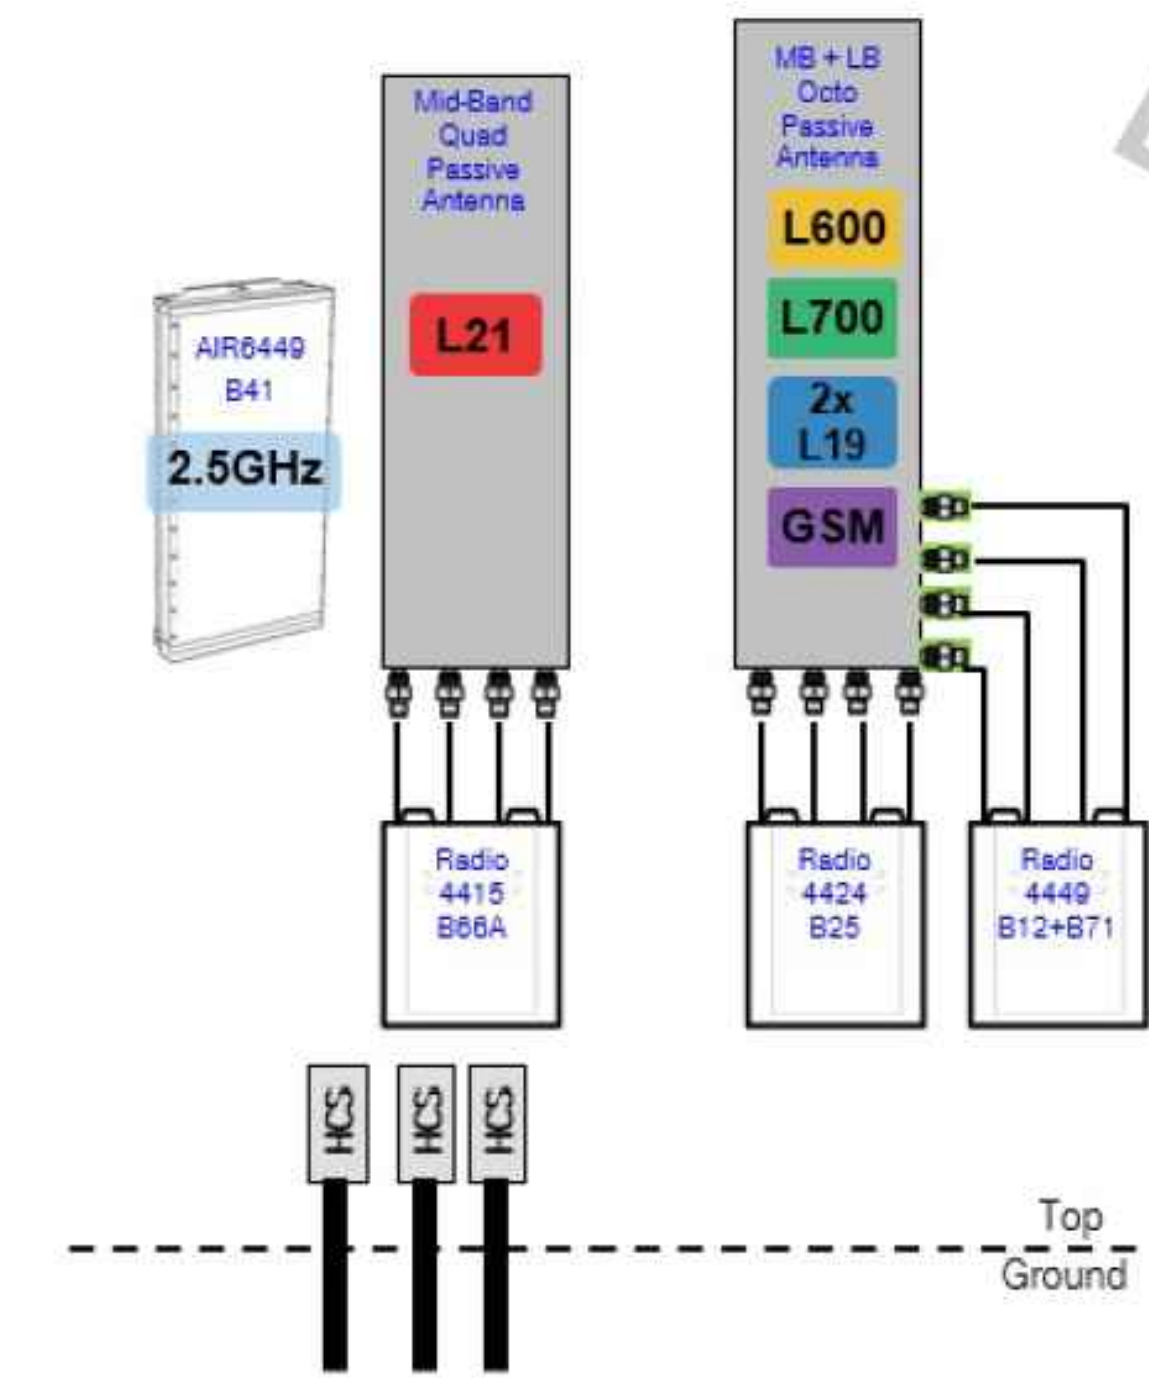 Mid-Band
Quad
Passive
Antenna
L21
MB + LB
Octo
Passive
Antenna
L600
L700
2x
L19
GSM
AIR6449
B41
2.5GHz
Radio
4415
B66A
Radio
4424
B25
Radio
4449
B12+B71
HCS
HCS
HCS
Top
Ground